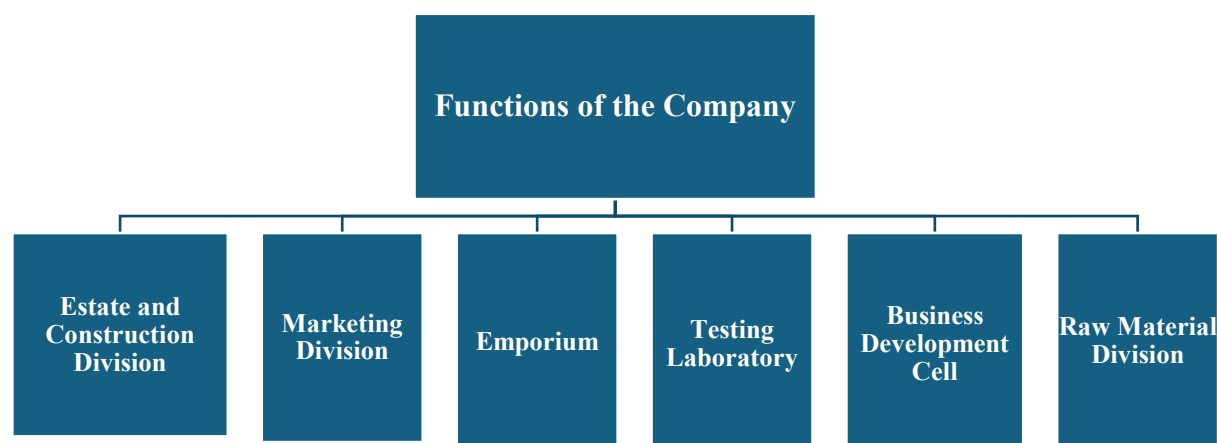 Functions of the Company
Estate and
Construction
Division
Marketing
Division
Emporium
Testing
Laboratory
Business
Development
Cell
Raw Material
Division